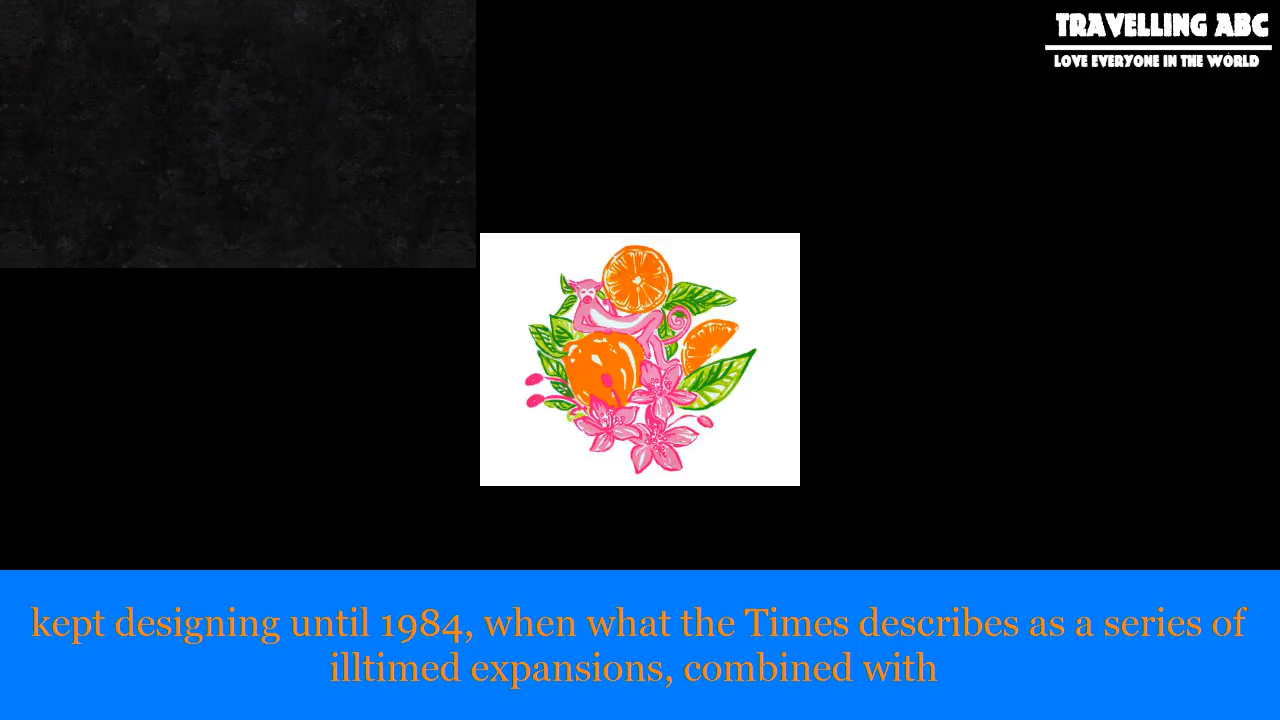 TRAVELLING ABC
LOVE EVERYONE IN THE WORLD
kept designing until 1984, when what the Times describes as a series of
illtimed expansions, combined with